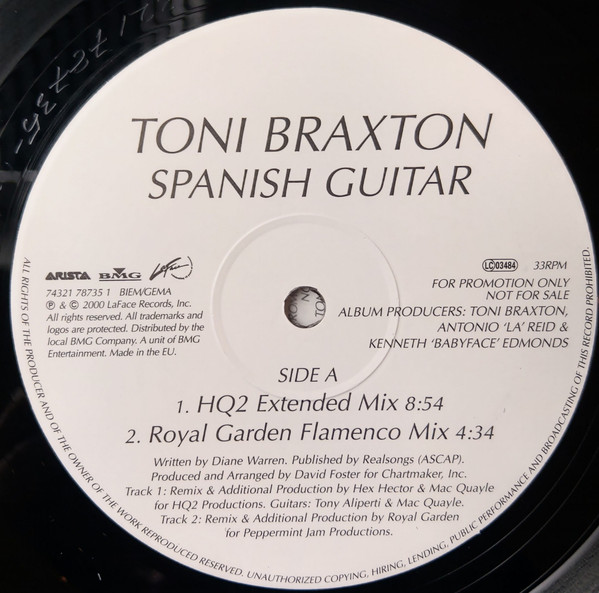 TONI BRAXTON
SPANISH GUITAR
ARISTA BMG LaFace
74321 78735 1 BIEM/GEMA
℗ & © 2000 LaFace Records, Inc.
All rights reserved. All trademarks and
logos are protected. Distributed by the
local BMG Company. A unit of BMG
Entertainment. Made in the EU.
LC 03484 33RPM
FOR PROMOTION ONLY
NOT FOR SALE
ALBUM PRODUCERS: TONI BRAXTON,
ANTONIO 'LA' REID &
KENNETH 'BABYFACE' EDMONDS
SIDE A
1. HQ2 Extended Mix 8:54
2. Royal Garden Flamenco Mix 4:34
Written by Diane Warren. Published by Realsongs (ASCAP).
Produced and Arranged by David Foster for Chartmaker, Inc.
Track 1: Remix & Additional Production by Hex Hector & Mac Quayle
for HQ2 Productions. Guitars: Tony Aliperti & Mac Quayle.
Track 2: Remix & Additional Production by Royal Garden
for Peppermint Jam Productions.
ALL RIGHTS OF THE PRODUCER AND OF THE OWNER OF THE WORK REPRODUCED RESERVED. UNAUTHORIZED COPYING, HIRING, LENDING, PUBLIC PERFORMANCE AND BROADCASTING OF THIS RECORD PROHIBITED.